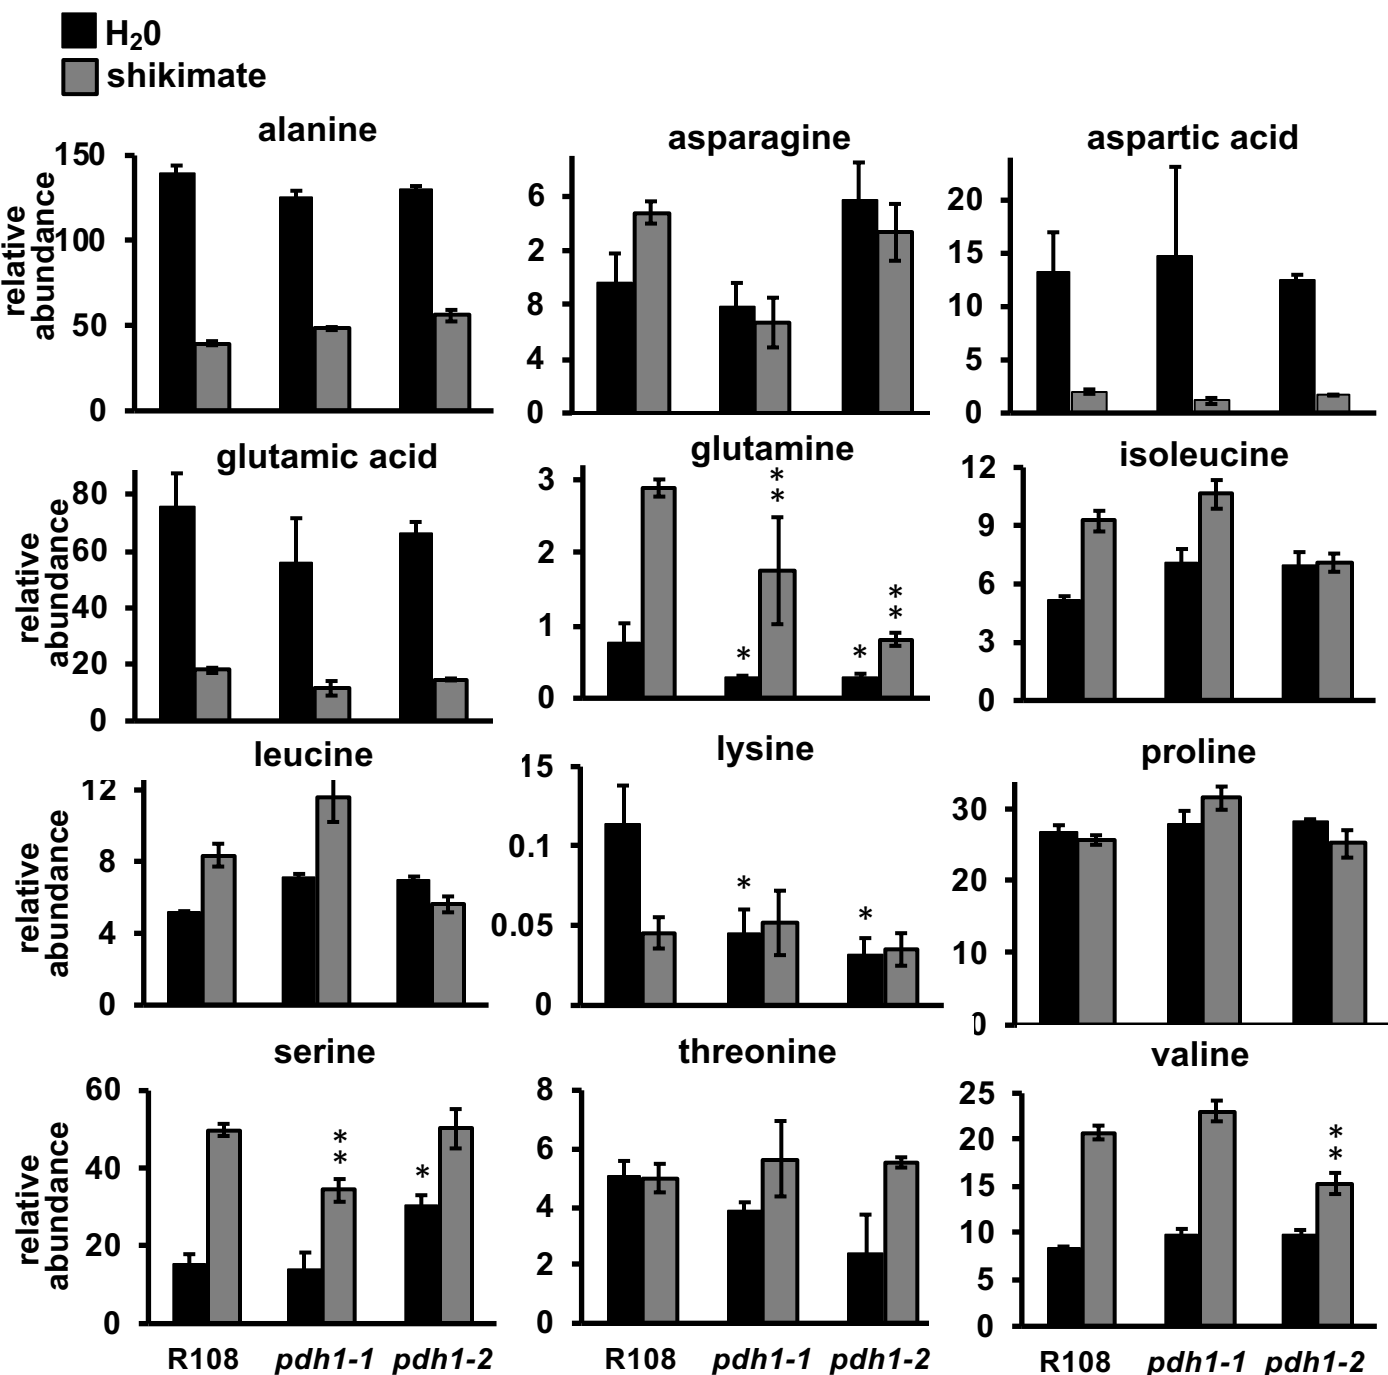 H₂0
shikimate
alanine
asparagine
aspartic acid
relative
abundance
150
100
50
0
6
2
8
4
0
20
15
10
5
0
glutamic acid
glutamine
isoleucine
relative
abundance
80
60
40
20
0
3
2
1
0
* * * *
* *
12
9
6
3
0
leucine
lysine
proline
relative
abundance
12
8
4
0
15
0.1
0.05
0
* *
30
20
10
0
serine
threonine
valine
relative
abundance
60
40
20
0
* * *
8
6
4
2
0
25
20
15
10
5
0
* *
R108 pdh1-1 pdh1-2
R108 pdh1-1 pdh1-2
R108 pdh1-1 pdh1-2